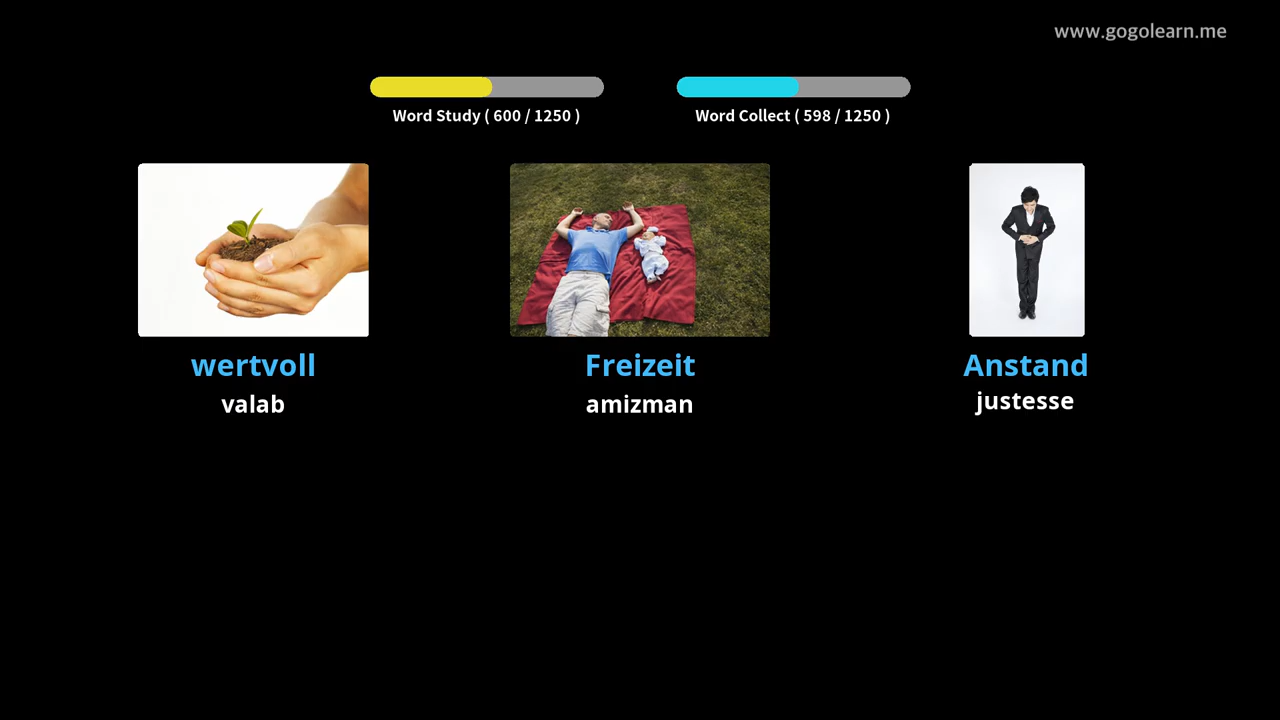 www.gogolearn.me
Word Study ( 600 / 1250 )
Word Collect ( 598 / 1250 )
wertvoll
valab
Freizeit
amizman
Anstand
justesse